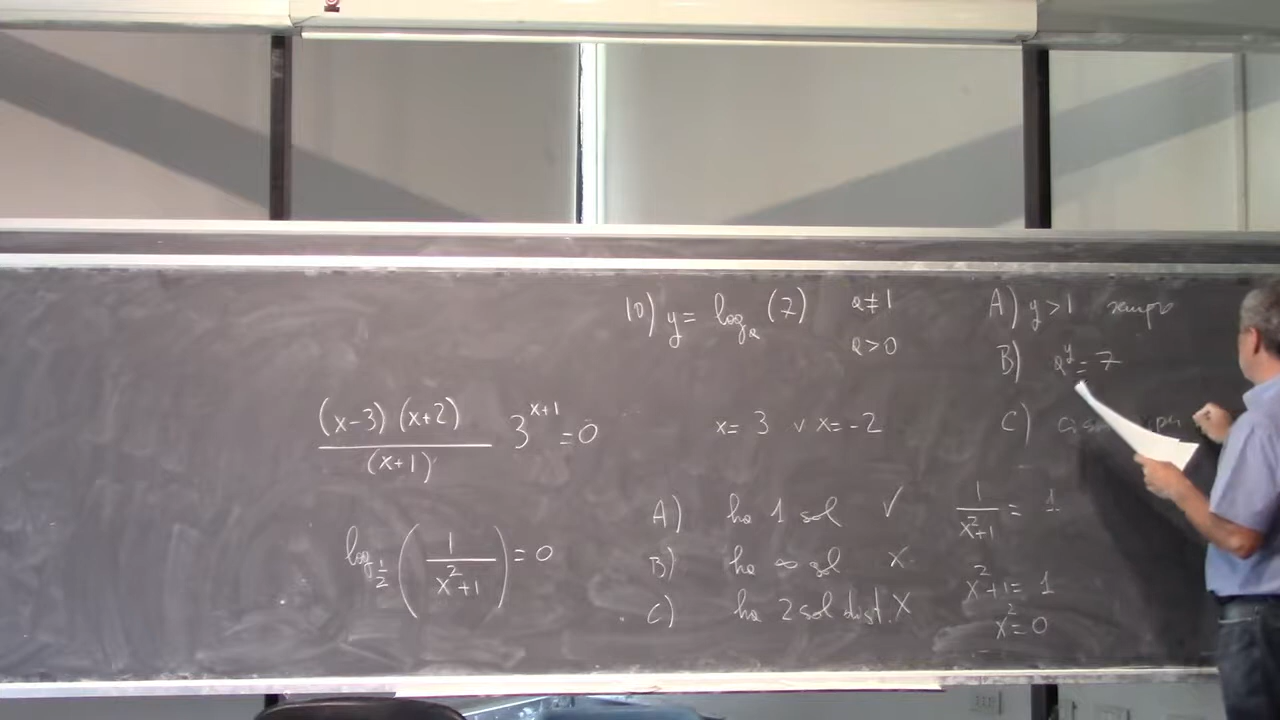 10) y = log_a (7) a ≠ 1
a > 0
A) y > 1 sempre
B) a^y = 7
C)
(x-3) (x+2) / (x+1) 3^{x+1} = 0 x = 3 ∨ x = -2
log_{1/2} ( 1 / (x²+1) ) = 0
A) ha 1 sol ✓
B) ha ∞ sol X
C) ha 2 sol dist. X
1 / (x²+1) = 1
x²+1 = 1
x² = 0